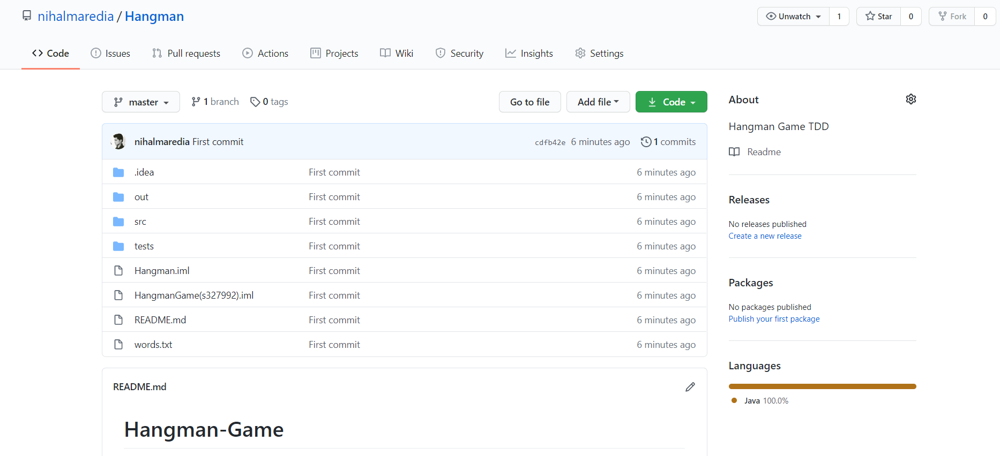 nihalmaredia / Hangman
Unwatch 1 Star 0 Fork 0
Code Issues Pull requests Actions Projects Wiki Security Insights Settings
master 1 branch 0 tags Go to file Add file Code
nihalmaredia First commit cdfb42e 6 minutes ago 1 commits
.idea First commit 6 minutes ago
out First commit 6 minutes ago
src First commit 6 minutes ago
tests First commit 6 minutes ago
Hangman.iml First commit 6 minutes ago
HangmanGame(s327992).iml First commit 6 minutes ago
README.md First commit 6 minutes ago
words.txt First commit 6 minutes ago
README.md
Hangman-Game
About
Hangman Game TDD
Readme
Releases
No releases published
Create a new release
Packages
No packages published
Publish your first package
Languages
Java 100.0%